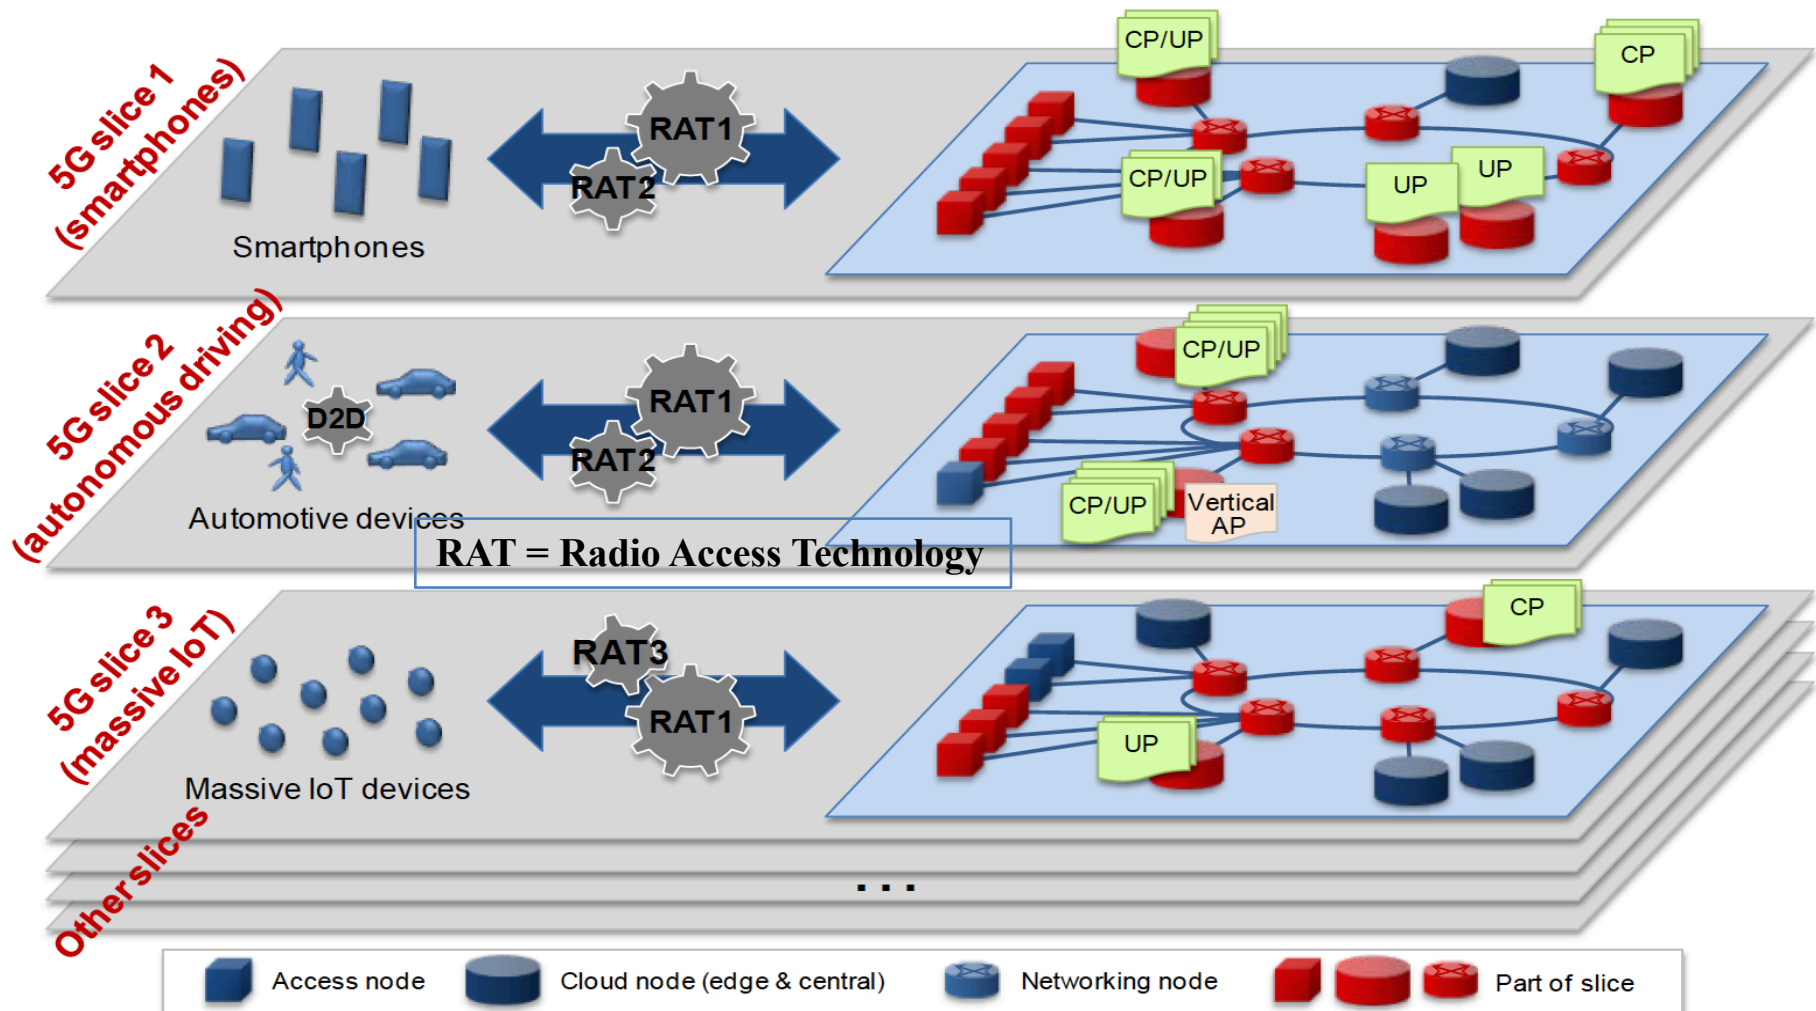 5G slice 1
(smartphones)
Smartphones
RAT1
RAT2
CP/UP
CP/UP
CP
UP
UP
5G slice 2
(autonomous driving)
D2D
Automotive devices
RAT1
RAT2
CP/UP
CP/UP
Vertical
AP
RAT = Radio Access Technology
5G slice 3
(massive IoT)
Massive IoT devices
RAT3
RAT1
CP
UP
Other slices
...
Access node
Cloud node (edge & central)
Networking node
Part of slice